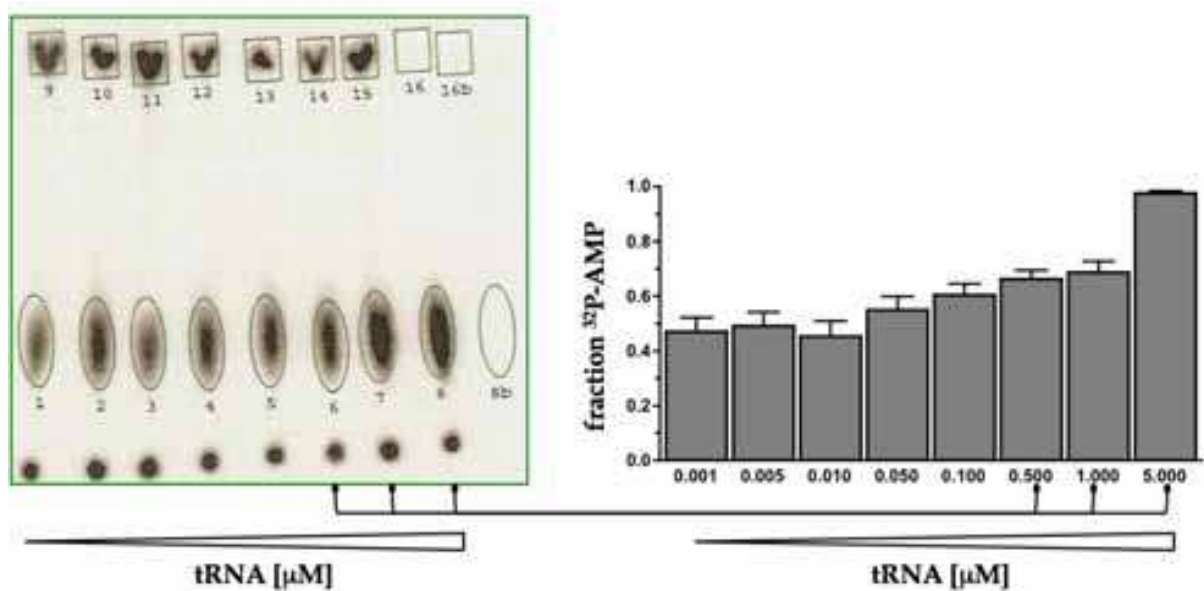 9 10 11 12 13 14 15 16 16b
1 2 3 4 5 6 7 8 8b
tRNA [µM]
fraction ³²P-AMP
1.0
0.8
0.6
0.4
0.2
0.0
0.001 0.005 0.010 0.050 0.100 0.500 1.000 5.000
tRNA [µM]